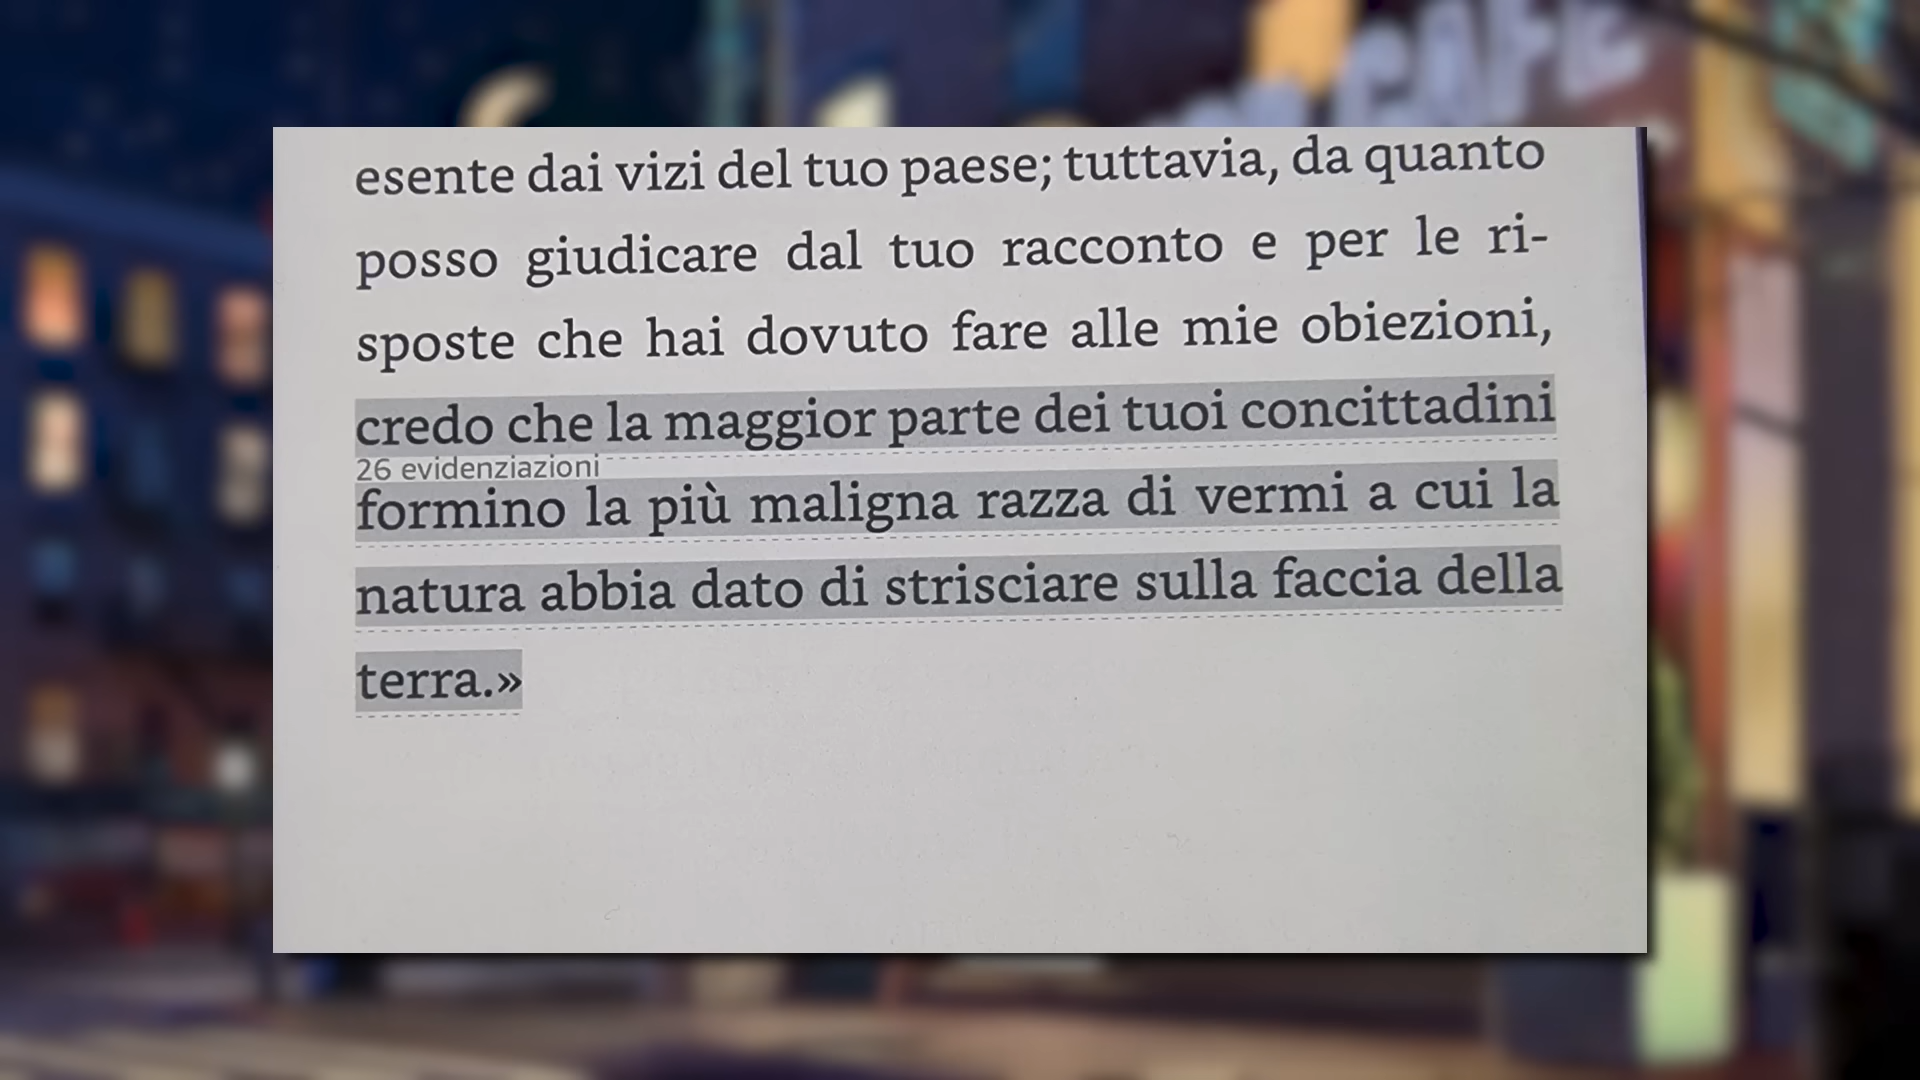 CAFE
esente dai vizi del tuo paese; tuttavia, da quanto
posso giudicare dal tuo racconto e per le ri-
sposte che hai dovuto fare alle mie obiezioni,
credo che la maggior parte dei tuoi concittadini
26 evidenziazioni
formino la più maligna razza di vermi a cui la
natura abbia dato di strisciare sulla faccia della
terra.»